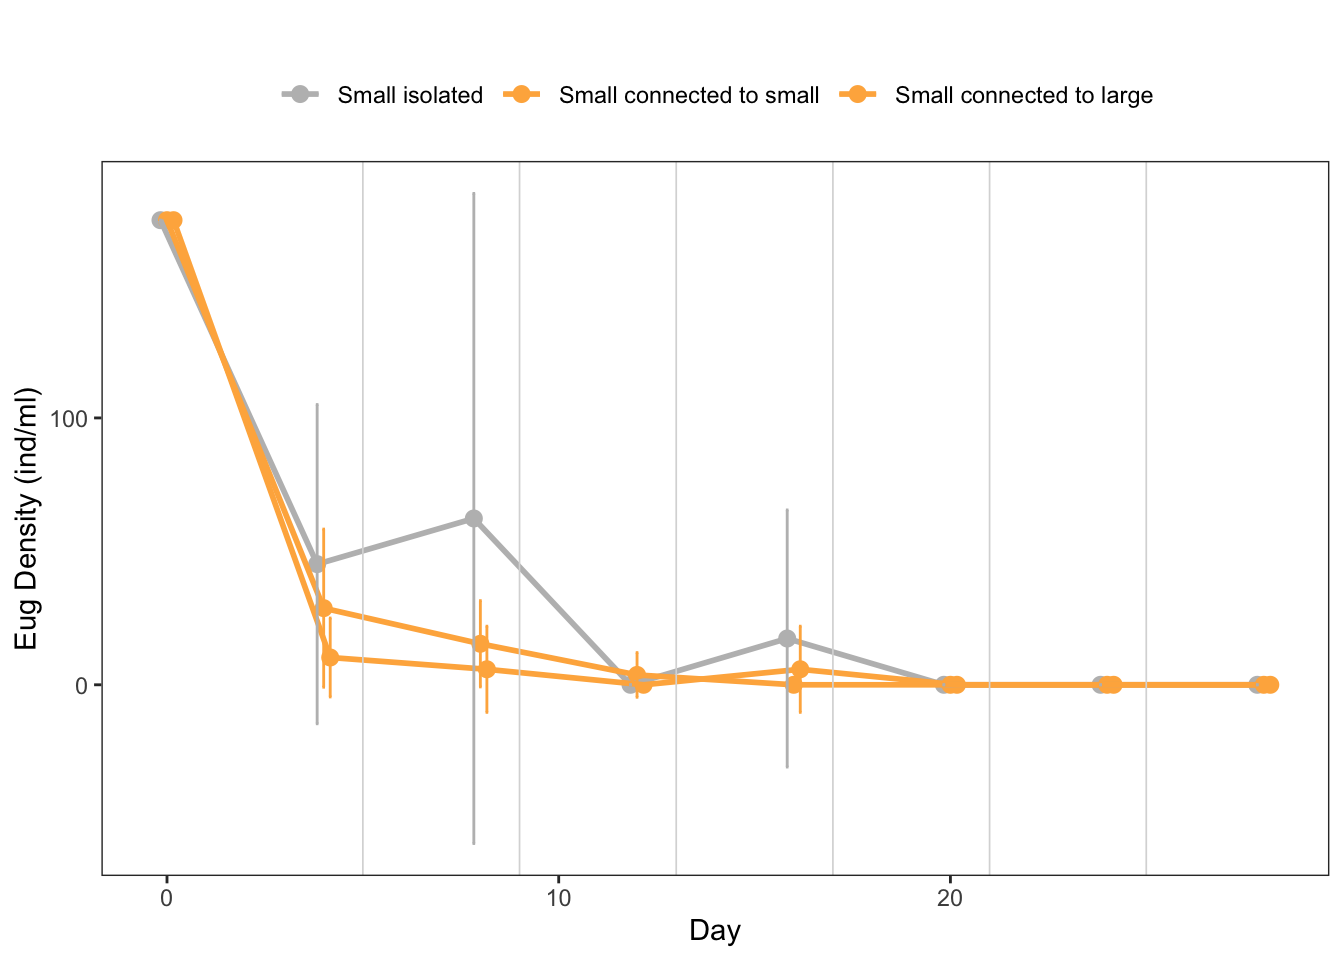 Small isolated Small connected to small Small connected to large
Eug Density (ind/ml)
100
0
0 10 20
Day